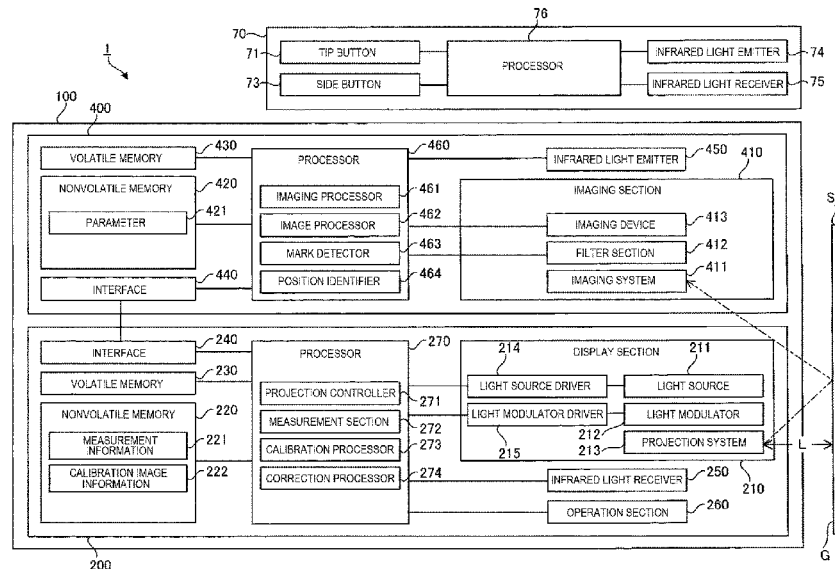 1
70
76
71
TIP BUTTON
PROCESSOR
INFRARED LIGHT EMITTER
74
73
SIDE BUTTON
INFRARED LIGHT RECEIVER
75
100
400
430
460
450
410
VOLATILE MEMORY
PROCESSOR
INFRARED LIGHT EMITTER
NONVOLATILE MEMORY
420
IMAGING PROCESSOR
461
IMAGING SECTION
PARAMETER
421
IMAGE PROCESSOR
462
IMAGING DEVICE
413
MARK DETECTOR
463
FILTER SECTION
412
440
INTERFACE
POSITION IDENTIFIER
464
IMAGING SYSTEM
411
S
240
INTERFACE
270
PROCESSOR
DISPLAY SECTION
214
211
230
VOLATILE MEMORY
PROJECTION CONTROLLER
271
LIGHT SOURCE DRIVER
LIGHT SOURCE
NONVOLATILE MEMORY
220
MEASUREMENT SECTION
272
LIGHT MODULATOR DRIVER
215
LIGHT MODULATOR
212
MEASUREMENT
INFORMATION
221
CALIBRATION PROCESSOR
273
PROJECTION SYSTEM
213
L
CALIBRATION IMAGE
INFORMATION
222
CORRECTION PROCESSOR
274
INFRARED LIGHT RECEIVER
250
210
OPERATION SECTION
260
200
G